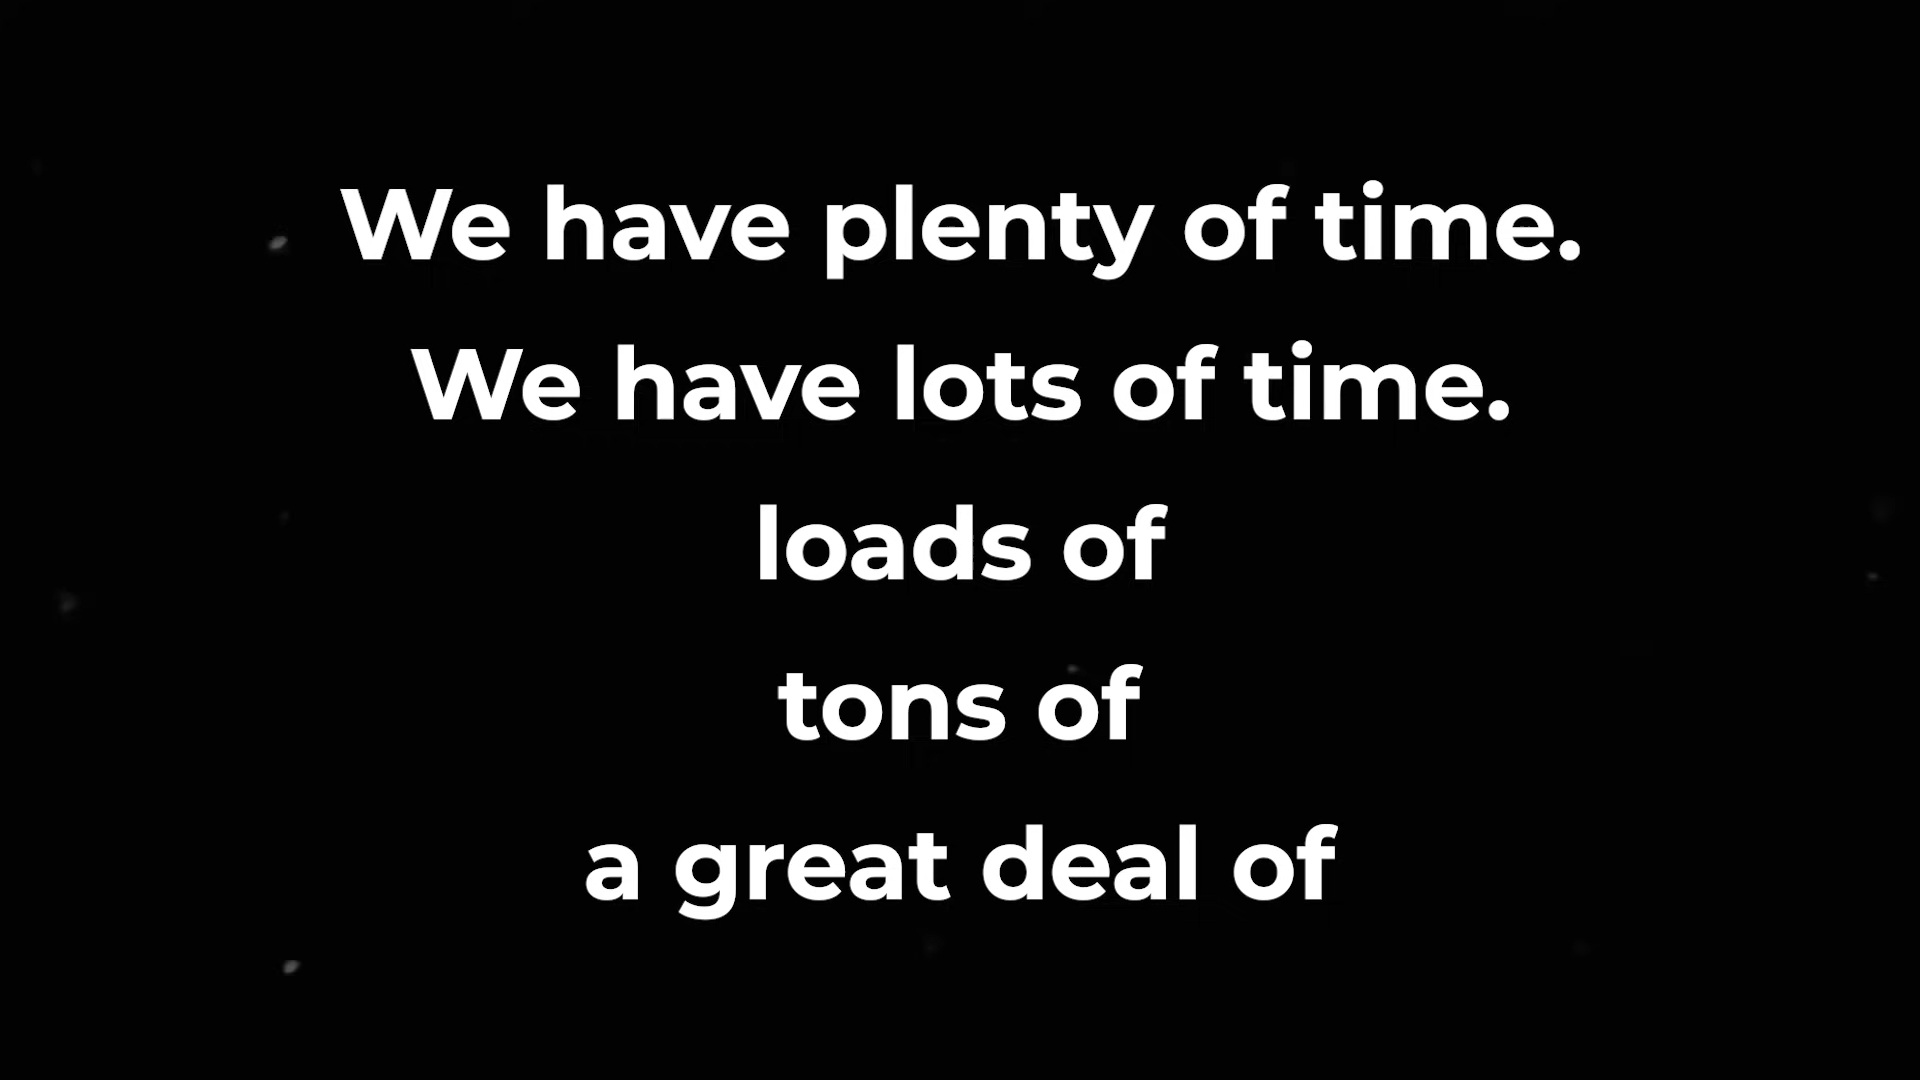 We have plenty of time.
We have lots of time.
loads of
tons of
a great deal of